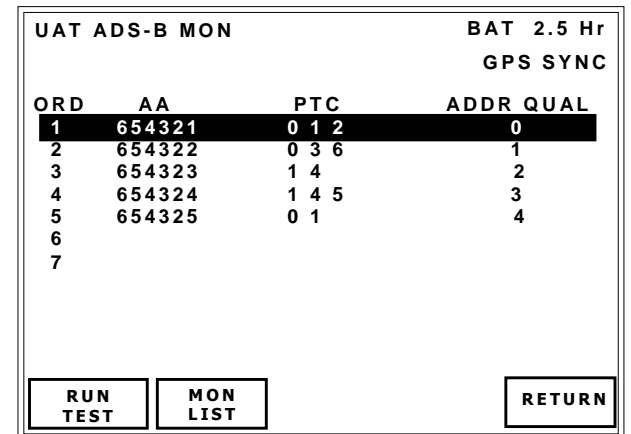 UAT ADS-B MON BAT 2.5 Hr
GPS SYNC
ORD AA PTC ADDR QUAL
1 654321 0 1 2 0
2 654322 0 3 6 1
3 654323 1 4 2
4 654324 1 4 5 3
5 654325 0 1 4
6
7
RUN TEST MON LIST RETURN